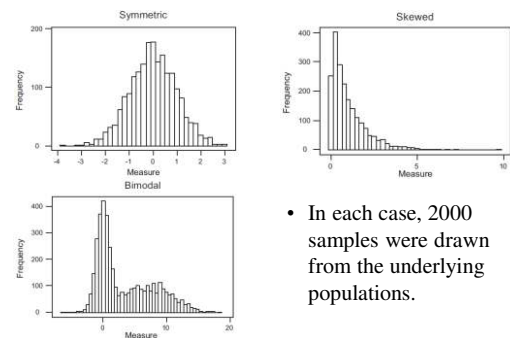 Symmetric
200
100
0
Frequency
-4 -3 -2 -1 0 1 2 3
Measure
Skewed
400
300
200
100
0
Frequency
0 5 10
Measure
Bimodal
400
300
200
100
0
Frequency
0 10 20
Measure
• In each case, 2000
samples were drawn
from the underlying
populations.